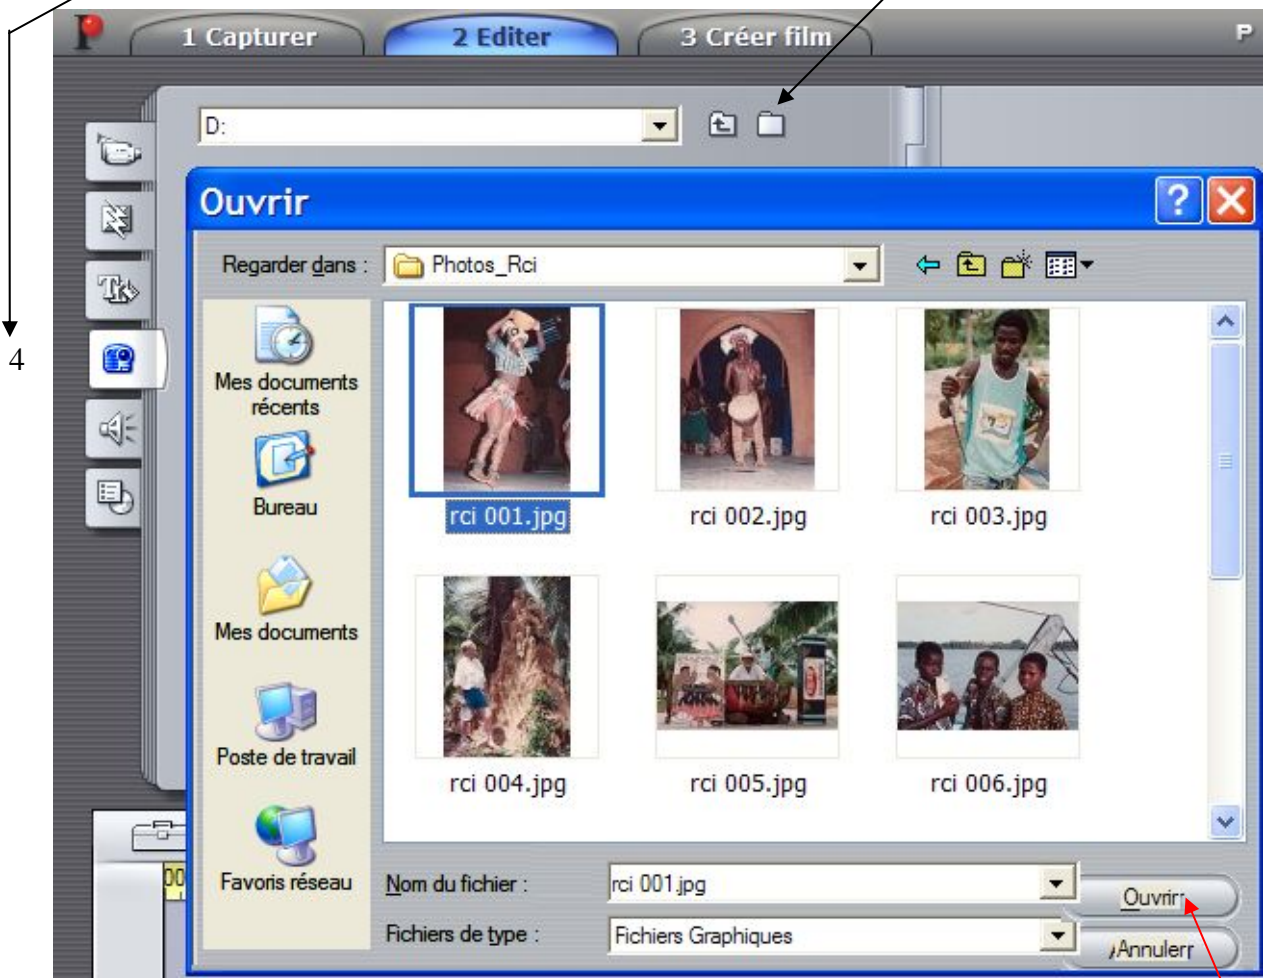 1 Capturer 2 Editer 3 Créer film P
D:
Ouvrir
Regarder dans : Photos_Rci
4
Mes documents
récents
Bureau
Mes documents
Poste de travail
Favoris réseau
rci 001.jpg rci 002.jpg rci 003.jpg
rci 004.jpg rci 005.jpg rci 006.jpg
00
Nom du fichier : rci 001.jpg Ouvrir
Fichiers de type : Fichiers Graphiques Annulerr